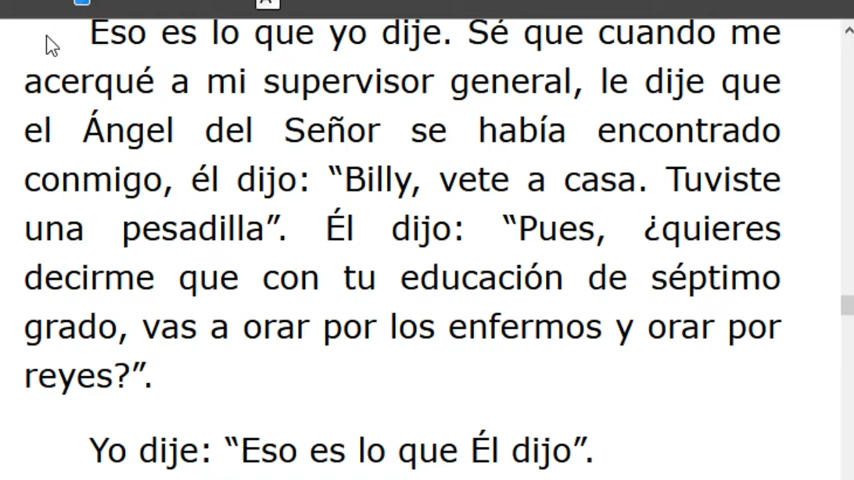 Eso es lo que yo dije. Sé que cuando me
acerqué a mi supervisor general, le dije que
el Ángel del Señor se había encontrado
conmigo, él dijo: “Billy, vete a casa. Tuviste
una pesadilla”. Él dijo: “Pues, ¿quieres
decirme que con tu educación de séptimo
grado, vas a orar por los enfermos y orar por
reyes?”.
Yo dije: “Eso es lo que Él dijo”.